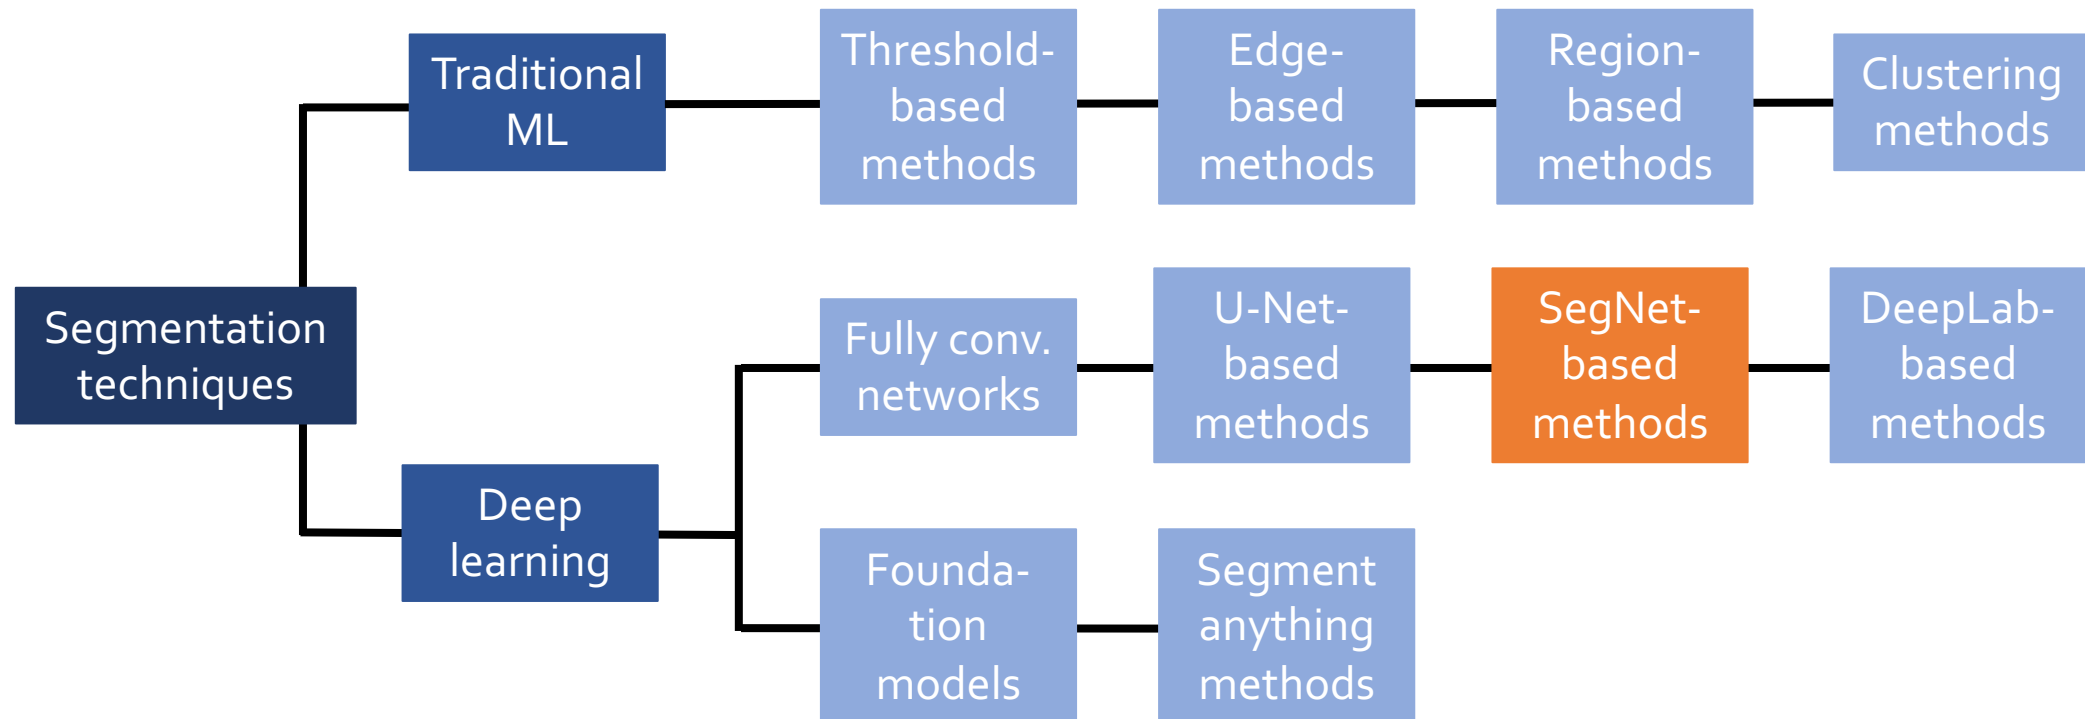 Traditional
ML
Threshold-
based
methods
Edge-
based
methods
Region-
based
methods
Clustering
methods
Segmentation
techniques
Fully conv.
networks
U-Net-
based
methods
SegNet-
based
methods
DeepLab-
based
methods
Deep
learning
Founda-
tion
models
Segment
anything
methods